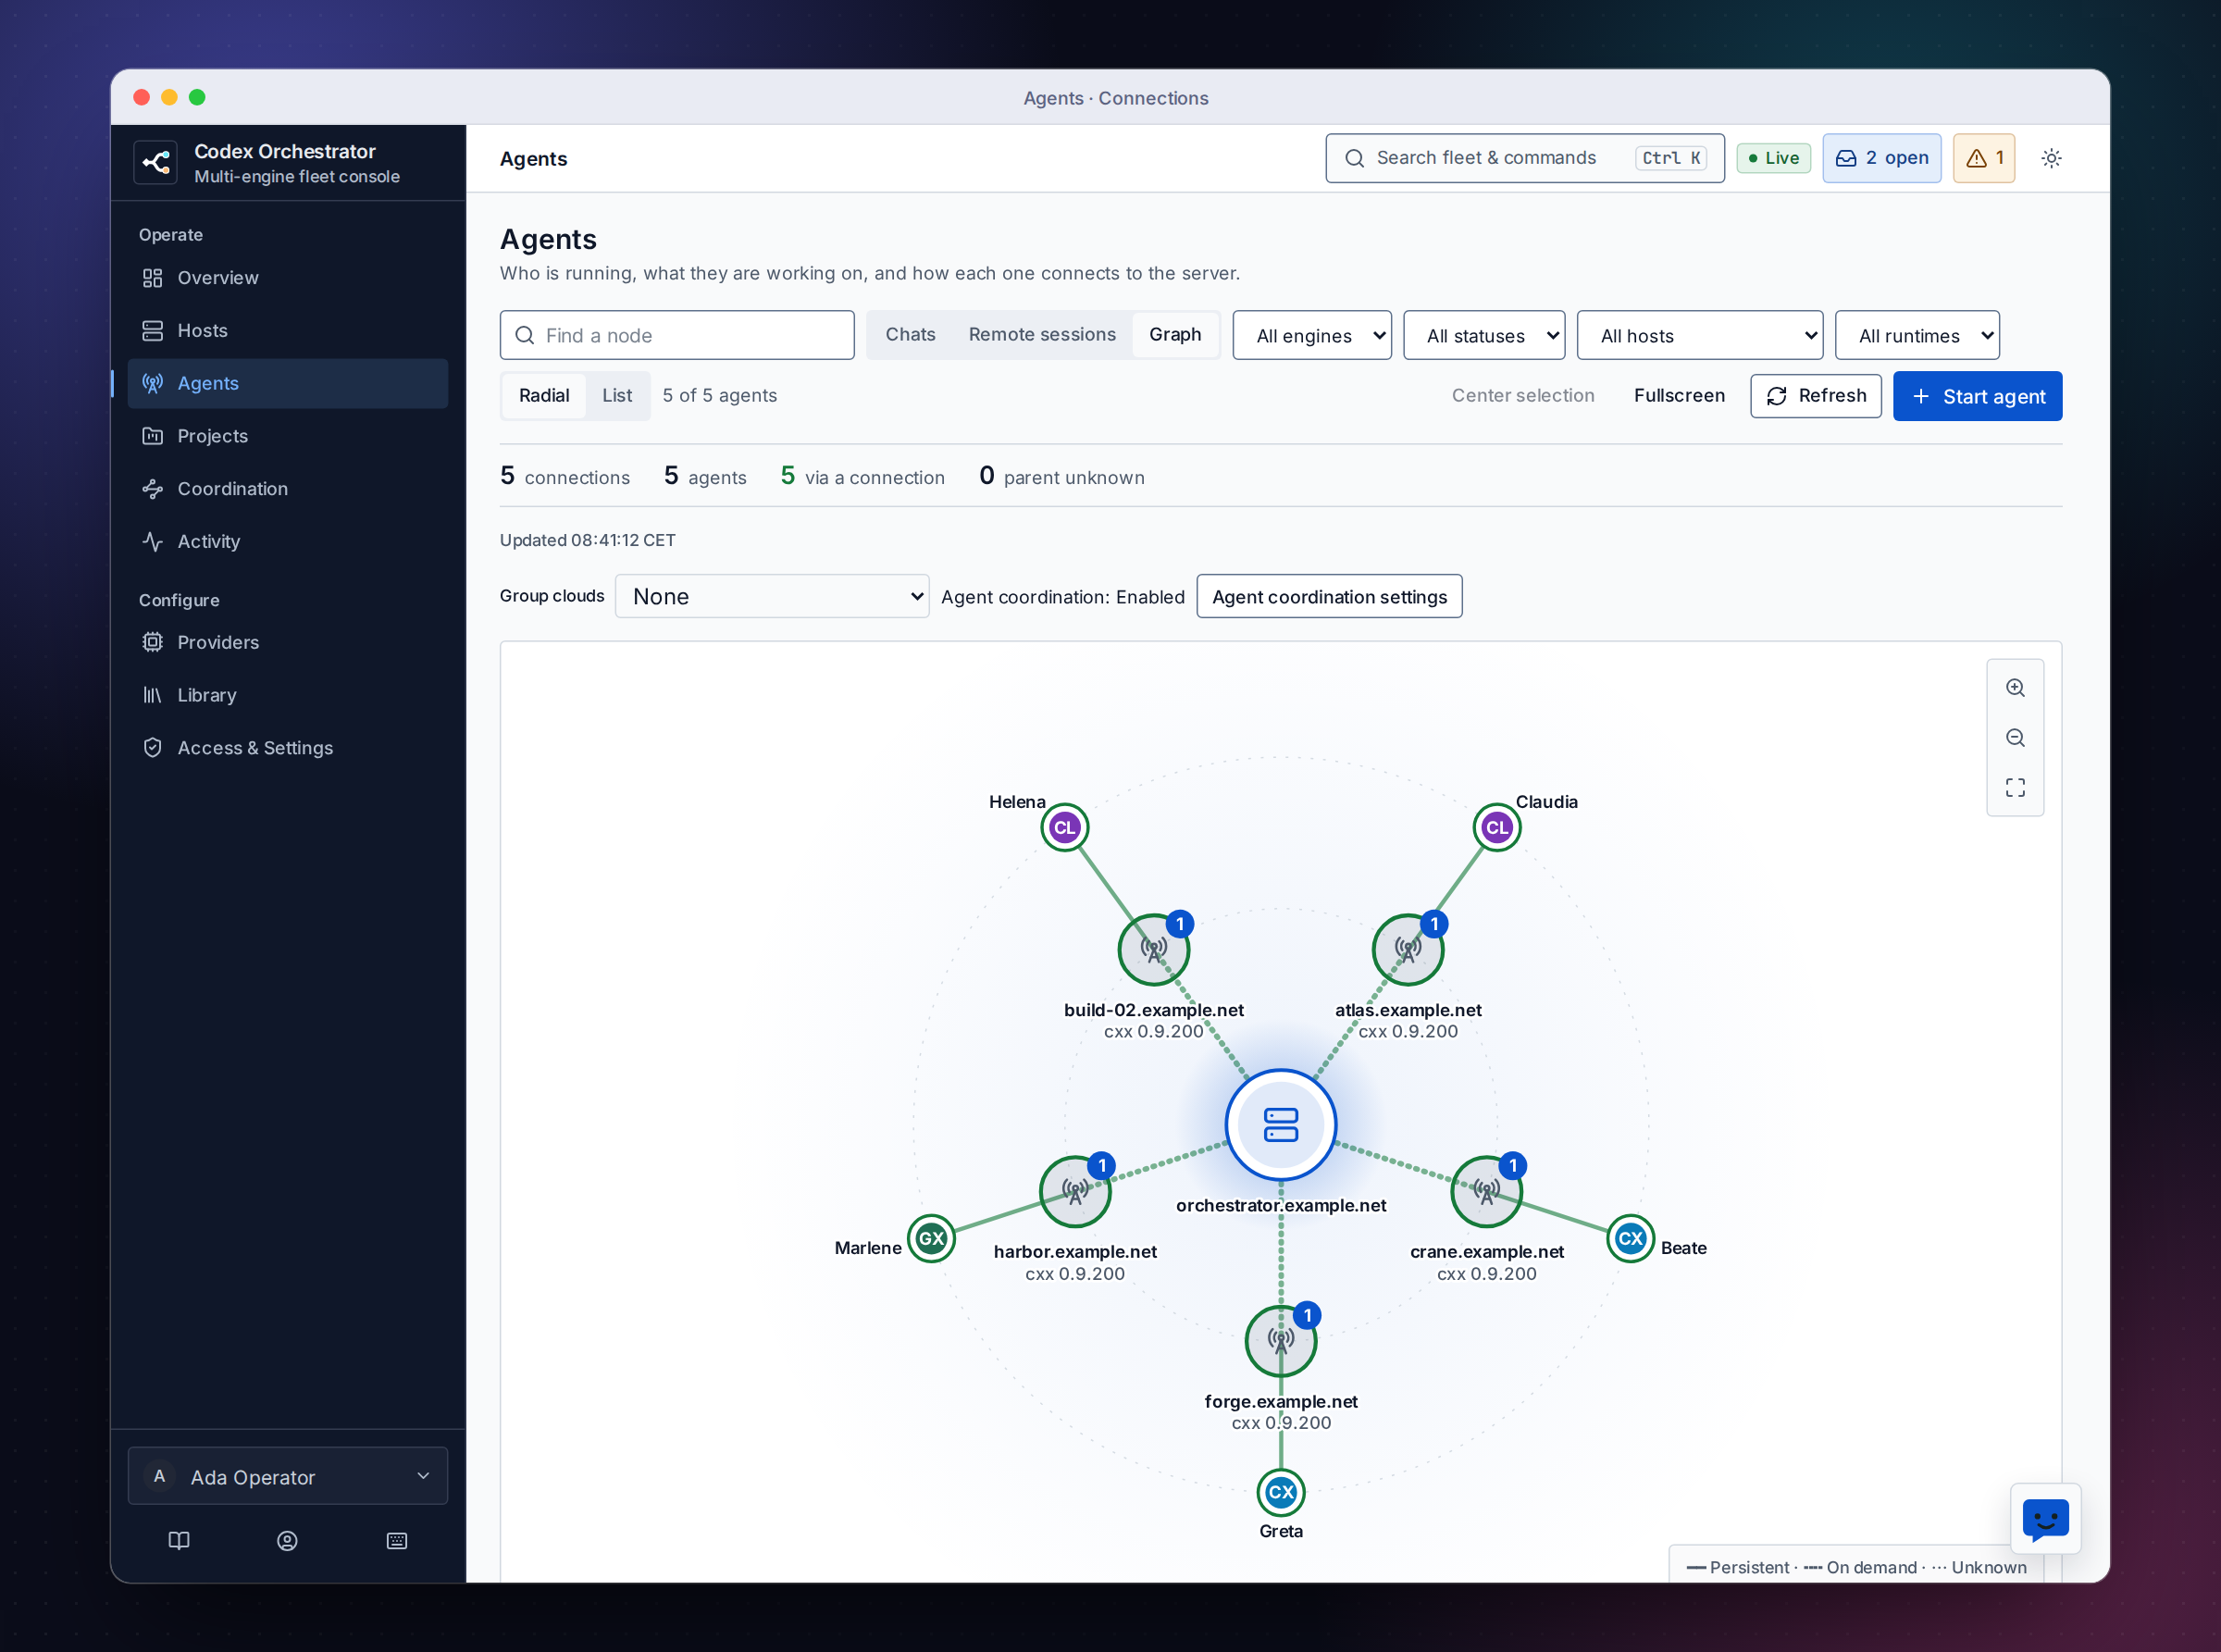 Agents · Connections
Codex Orchestrator
Multi-engine fleet console
Operate
Overview
Hosts
Agents
Projects
Coordination
Activity
Configure
Providers
Library
Access & Settings
A Ada Operator
Agents
Search fleet & commands Ctrl K
Live
2 open
1
Agents
Who is running, what they are working on, and how each one connects to the server.
Find a node
Chats Remote sessions Graph
All engines
All statuses
All hosts
All runtimes
Radial List 5 of 5 agents
Center selection Fullscreen Refresh Start agent
5 connections 5 agents 5 via a connection 0 parent unknown
Updated 08:41:12 CET
Group clouds None Agent coordination: Enabled Agent coordination settings
Helena
CL
Claudia
CL
1
1
build-02.example.net
cxx 0.9.200
atlas.example.net
cxx 0.9.200
1
1
orchestrator.example.net
Marlene
GX
harbor.example.net
cxx 0.9.200
crane.example.net
cxx 0.9.200
CX
Beate
1
forge.example.net
cxx 0.9.200
CX
Greta
Persistent · On demand · Unknown